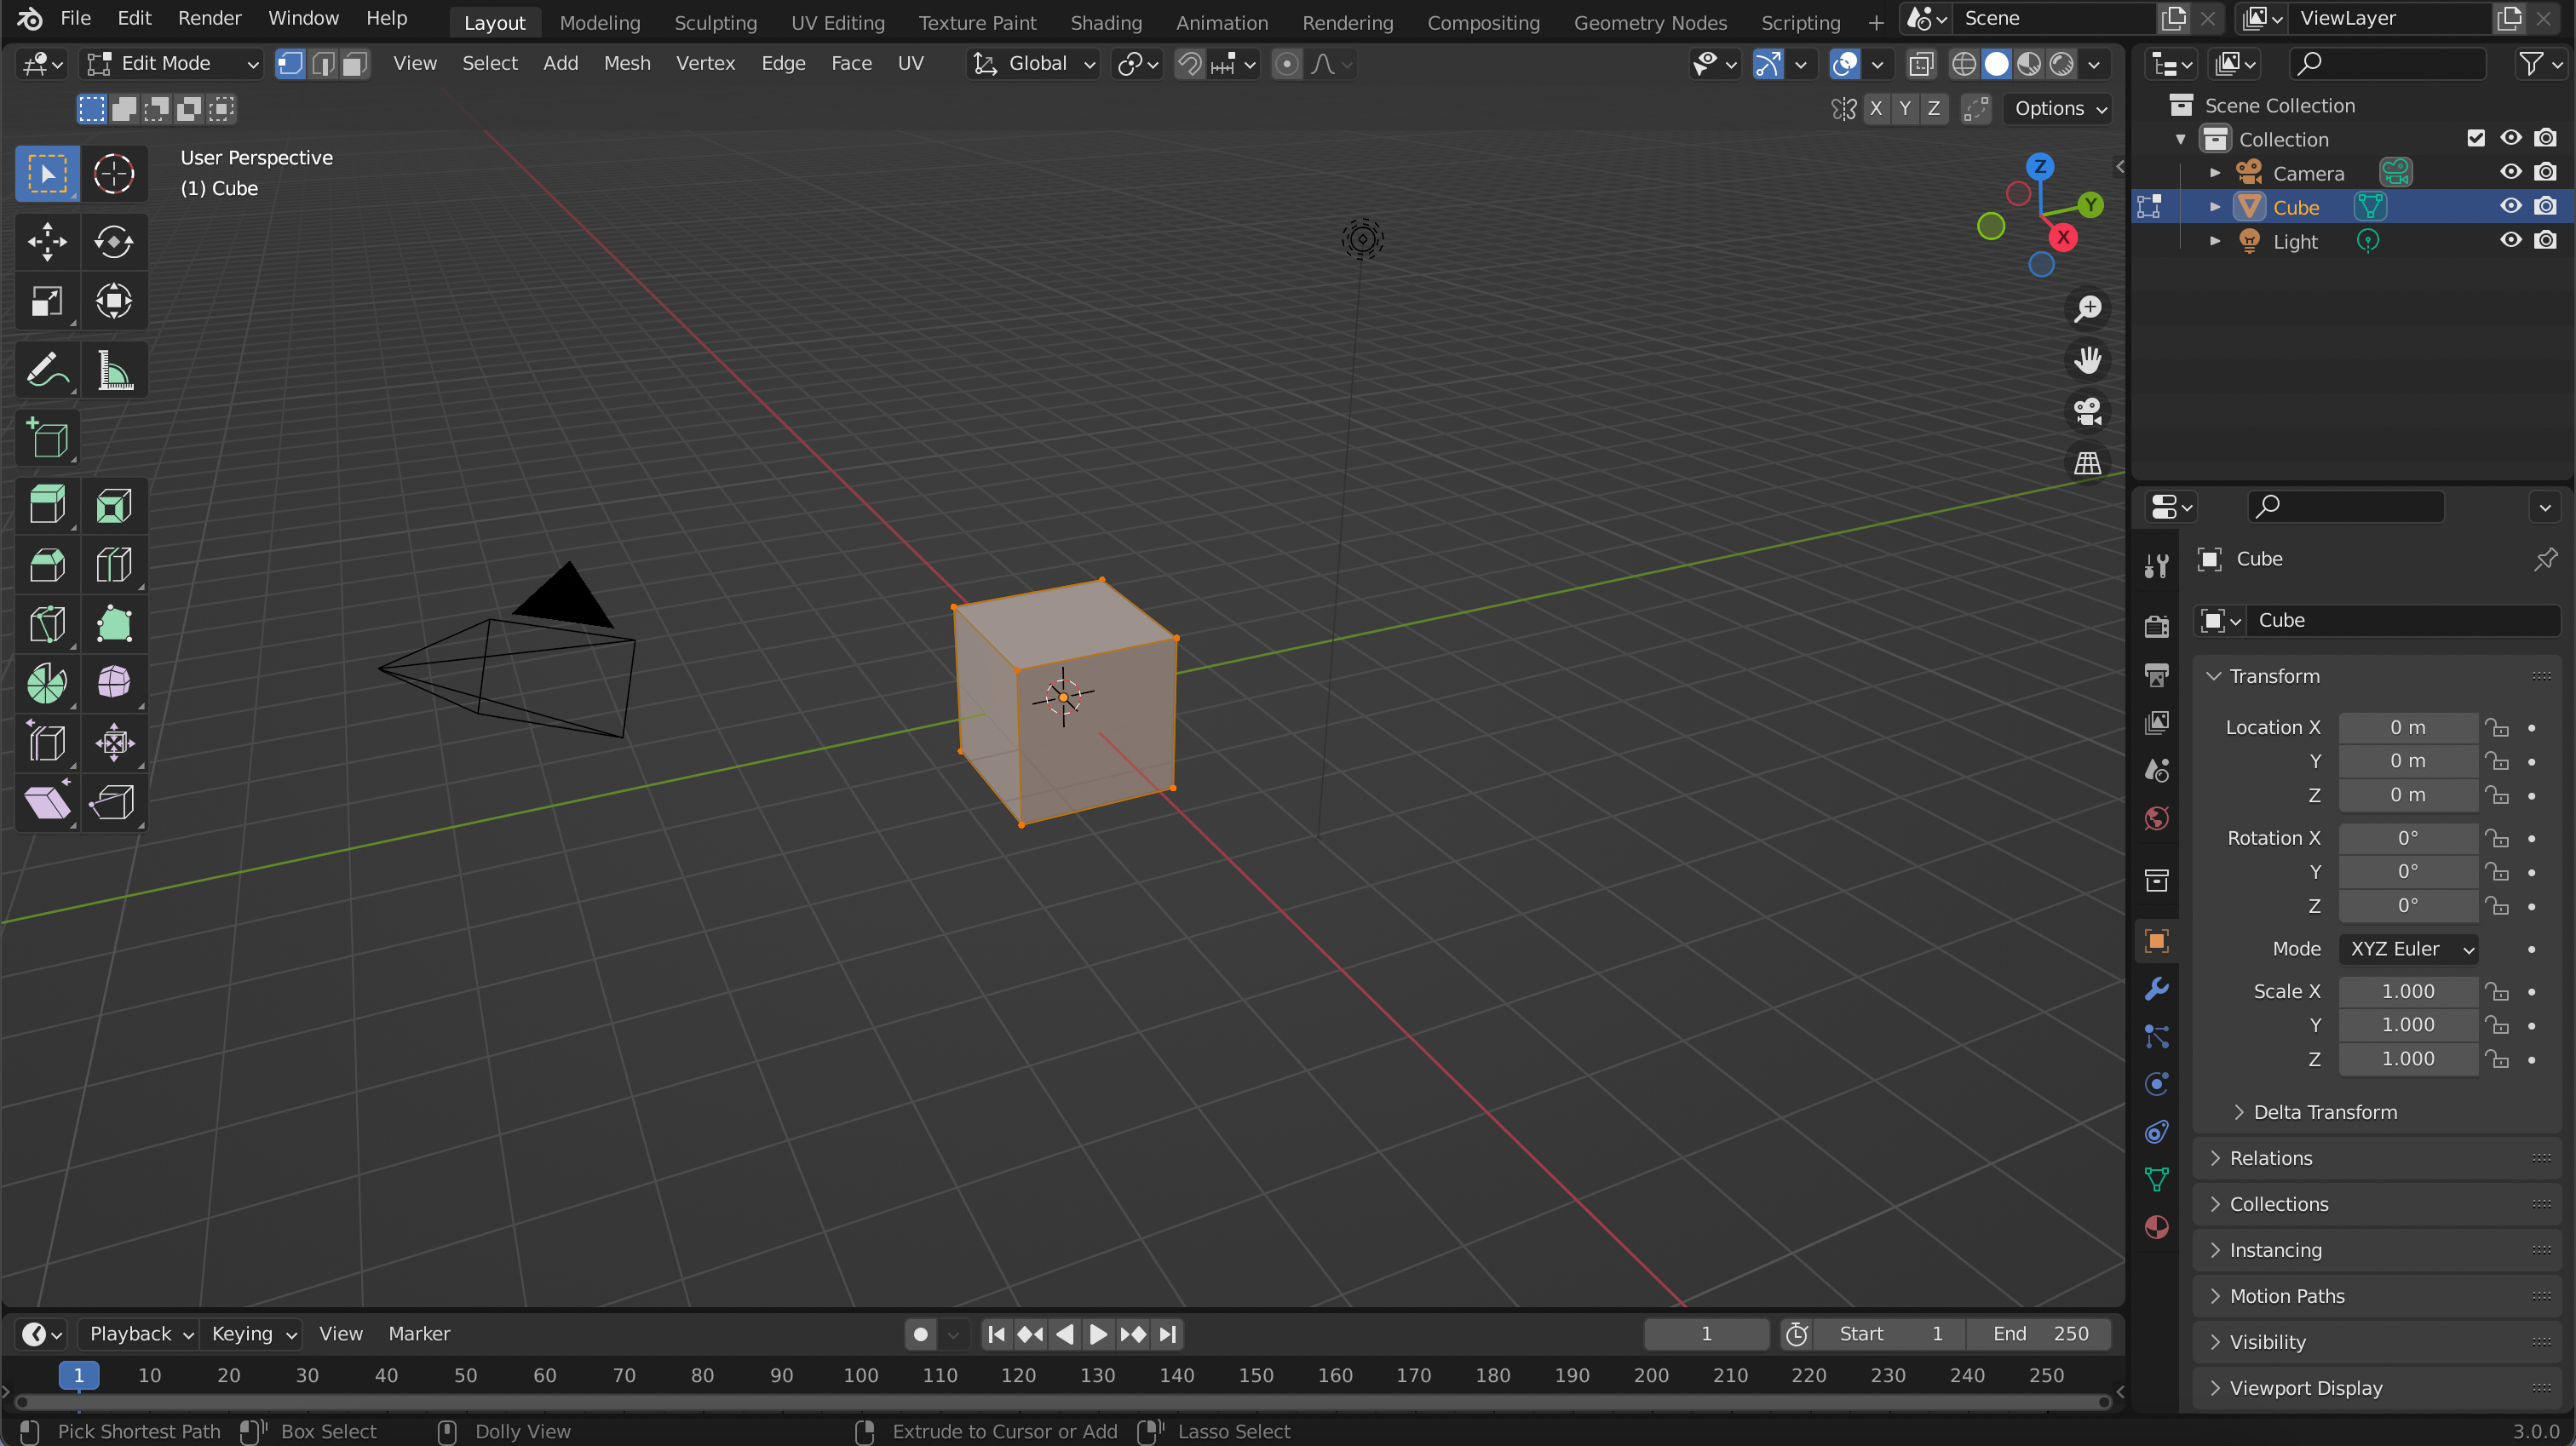 File Edit Render Window Help Layout Modeling Sculpting UV Editing Texture Paint Shading Animation Rendering Compositing Geometry Nodes Scripting + Scene ViewLayer
Edit Mode View Select Add Mesh Vertex Edge Face UV Global
X Y Z Options
User Perspective
(1) Cube
Z
Y
X
Scene Collection
Collection
Camera
Cube
Light
Cube
Cube
Transform
Location X 0 m
Y 0 m
Z 0 m
Rotation X 0°
Y 0°
Z 0°
Mode XYZ Euler
Scale X 1.000
Y 1.000
Z 1.000
Delta Transform
Relations
Collections
Instancing
Motion Paths
Visibility
Viewport Display
Playback Keying View Marker 1 Start 1 End 250
1 10 20 30 40 50 60 70 80 90 100 110 120 130 140 150 160 170 180 190 200 210 220 230 240 250
Pick Shortest Path Box Select Dolly View Extrude to Cursor or Add Lasso Select 3.0.0